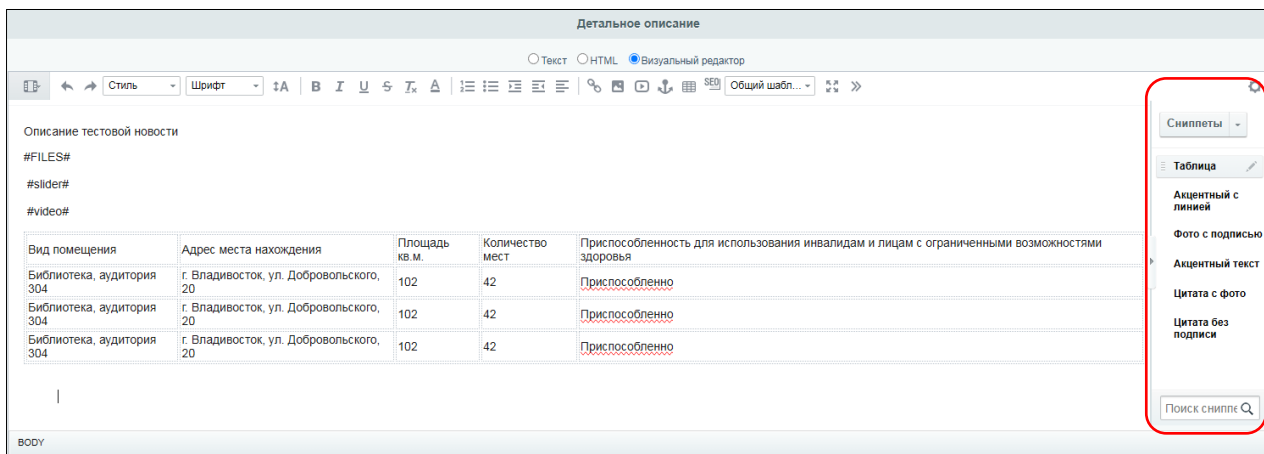 Детальное описание
Текст HTML Визуальный редактор
Стиль Шрифт B I U S Tx A SEO Общий шабл...
Описание тестовой новости
#FILES#
#slider#
#video#
Вид помещения Адрес места нахождения Площадь кв.м. Количество мест Приспособленность для использования инвалидам и лицам с ограниченными возможностями здоровья
Библиотека, аудитория 304 г. Владивосток, ул. Добровольского, 20 102 42 Приспособленно
Библиотека, аудитория 304 г. Владивосток, ул. Добровольского, 20 102 42 Приспособленно
Библиотека, аудитория 304 г. Владивосток, ул. Добровольского, 20 102 42 Приспособленно
BODY
Сниппеты
Таблица
Акцентный с
линией
Фото с подписью
Акцентный текст
Цитата с фото
Цитата без
подписи
Поиск сниппе